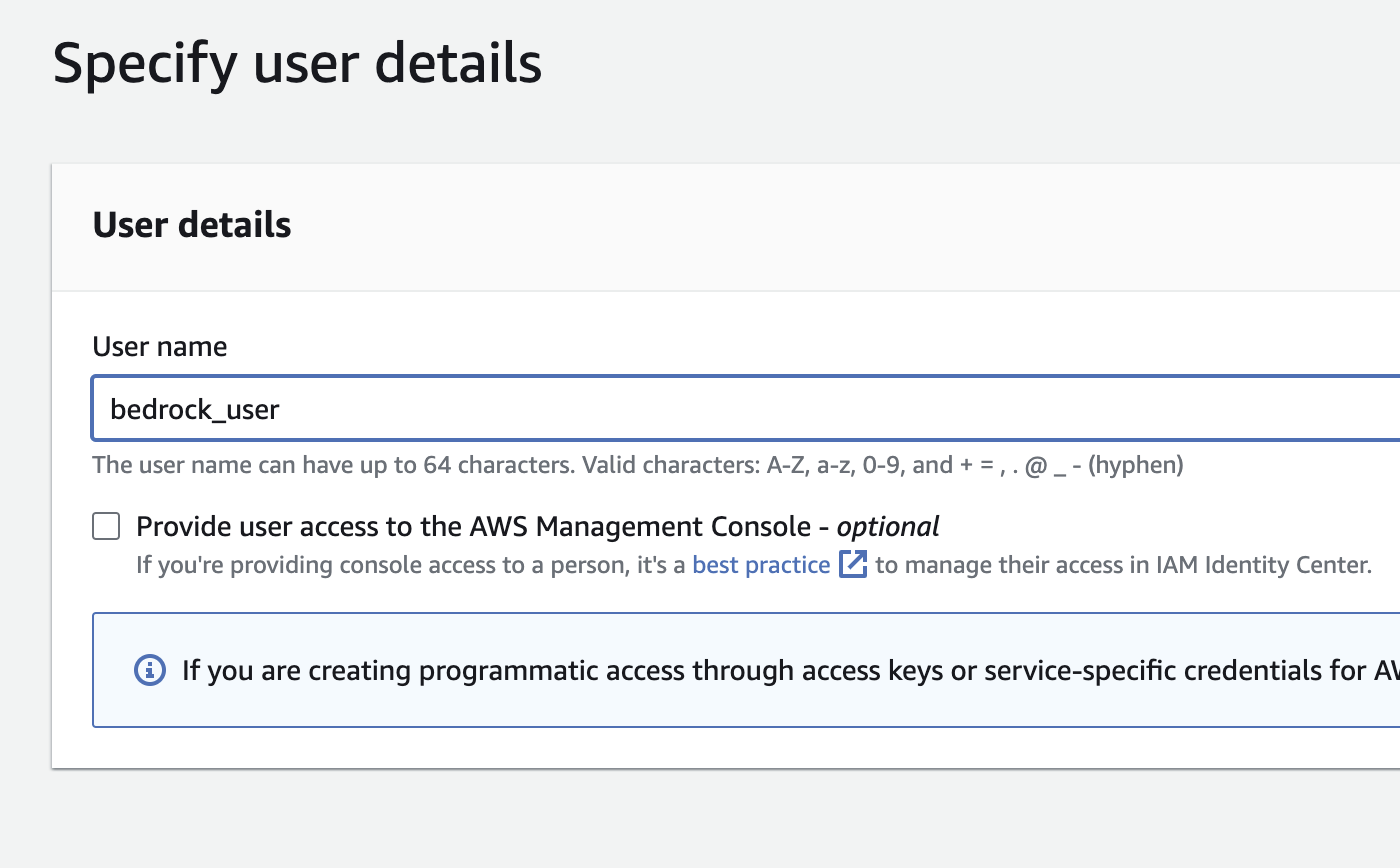 Specify user details
User details
User name
bedrock_user
The user name can have up to 64 characters. Valid characters: A-Z, a-z, 0-9, and + = , . @ _ - (hyphen)
Provide user access to the AWS Management Console - optional
If you're providing console access to a person, it's a best practice to manage their access in IAM Identity Center.
If you are creating programmatic access through access keys or service-specific credentials for